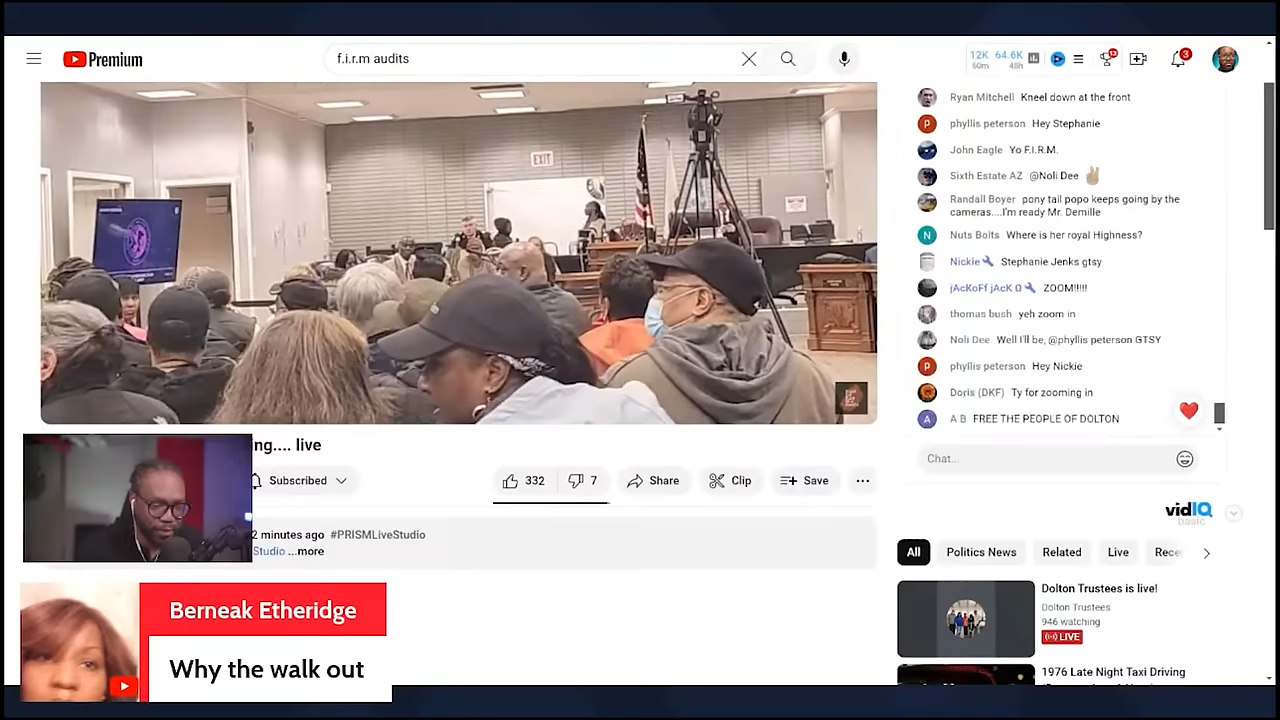 Premium
f.i.r.m audits
12K 64.6K
60m 48h
13
3
EXIT
Ryan Mitchell Kneel down at the front
phyllis peterson Hey Stephanie
John Eagle Yo F.I.R.M.
Sixth Estate AZ @Noli Dee
Randall Boyer pony tail popo keeps going by the
cameras....I'm ready Mr. Demille
Nuts Bolts Where is her royal Highness?
Nickie Stephanie Jenks gtsy
jAcKoFf jAcK Ω ZOOM!!!!!
thomas bush yeh zoom in
Noli Dee Well I'll be, @phyllis peterson GTSY
phyllis peterson Hey Nickie
Doris (DKF) Ty for zooming in
A B FREE THE PEOPLE OF DOLTON
Chat...
ng.... live
Subscribed
332
7
Share
Clip
Save
2 minutes ago #PRISMLiveStudio
Studio ...more
vidIQ
basic
All
Politics News
Related
Live
Rece
Dolton Trustees is live!
Dolton Trustees
946 watching
LIVE
1976 Late Night Taxi Driving
Berneak Etheridge
Why the walk out